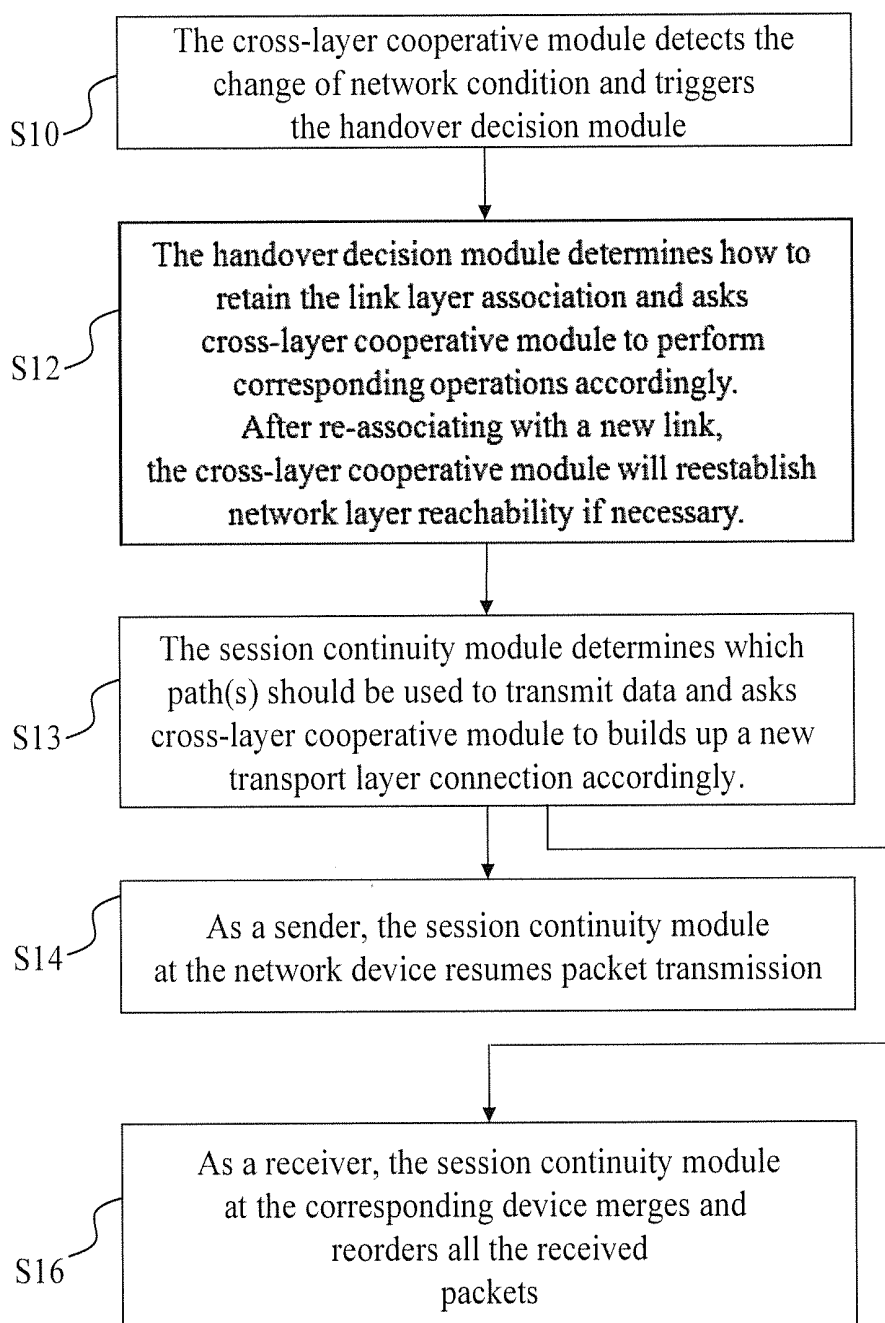 The cross-layer cooperative module detects the
change of network condition and triggers
the handover decision module
S10
The handover decision module determines how to
retain the link layer association and asks
cross-layer cooperative module to perform
corresponding operations accordingly.
After re-associating with a new link,
the cross-layer cooperative module will reestablish
network layer reachability if necessary.
S12
The session continuity module determines which
path(s) should be used to transmit data and asks
cross-layer cooperative module to builds up a new
transport layer connection accordingly.
S13
As a sender, the session continuity module
at the network device resumes packet transmission
S14
As a receiver, the session continuity module
at the corresponding device merges and
reorders all the received
packets
S16